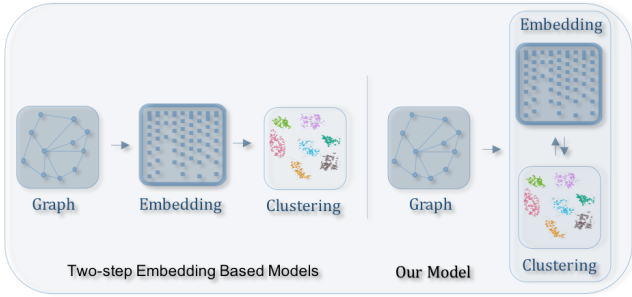 Embedding
Graph
Embedding
Clustering
Graph
Clustering
Two-step Embedding Based Models
Our Model